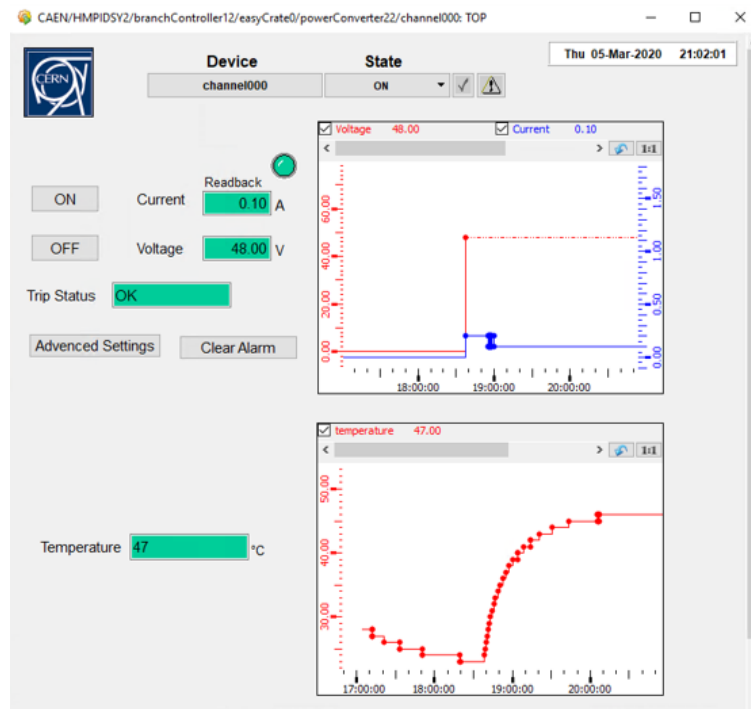 CAEN/HMPIDSY2/branchController12/easyCrate0/powerConverter22/channel000: TOP
Thu 05-Mar-2020 21:02:01
CERN
Device State
channel000 ON
Voltage 48.00 Current 0.10
1:1
Readback
ON Current 0.10 A
OFF Voltage 48.00 V
Trip Status OK
Advenced Settings Clear Alarm
60.00
40.00
20.00
0.00
1.50
1.00
0.50
0.00
18:00:00 19:00:00 20:00:00
temperature 47.00
1:1
Temperature 47 °C
50.00
40.00
30.00
17:00:00 18:00:00 19:00:00 20:00:00